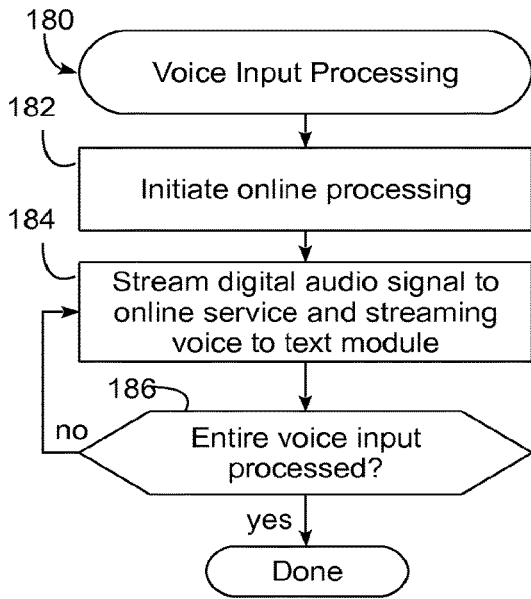 180
Voice Input Processing
182
Initiate online processing
184
Stream digital audio signal to
online service and streaming
voice to text module
186
no
Entire voice input
processed?
yes
Done